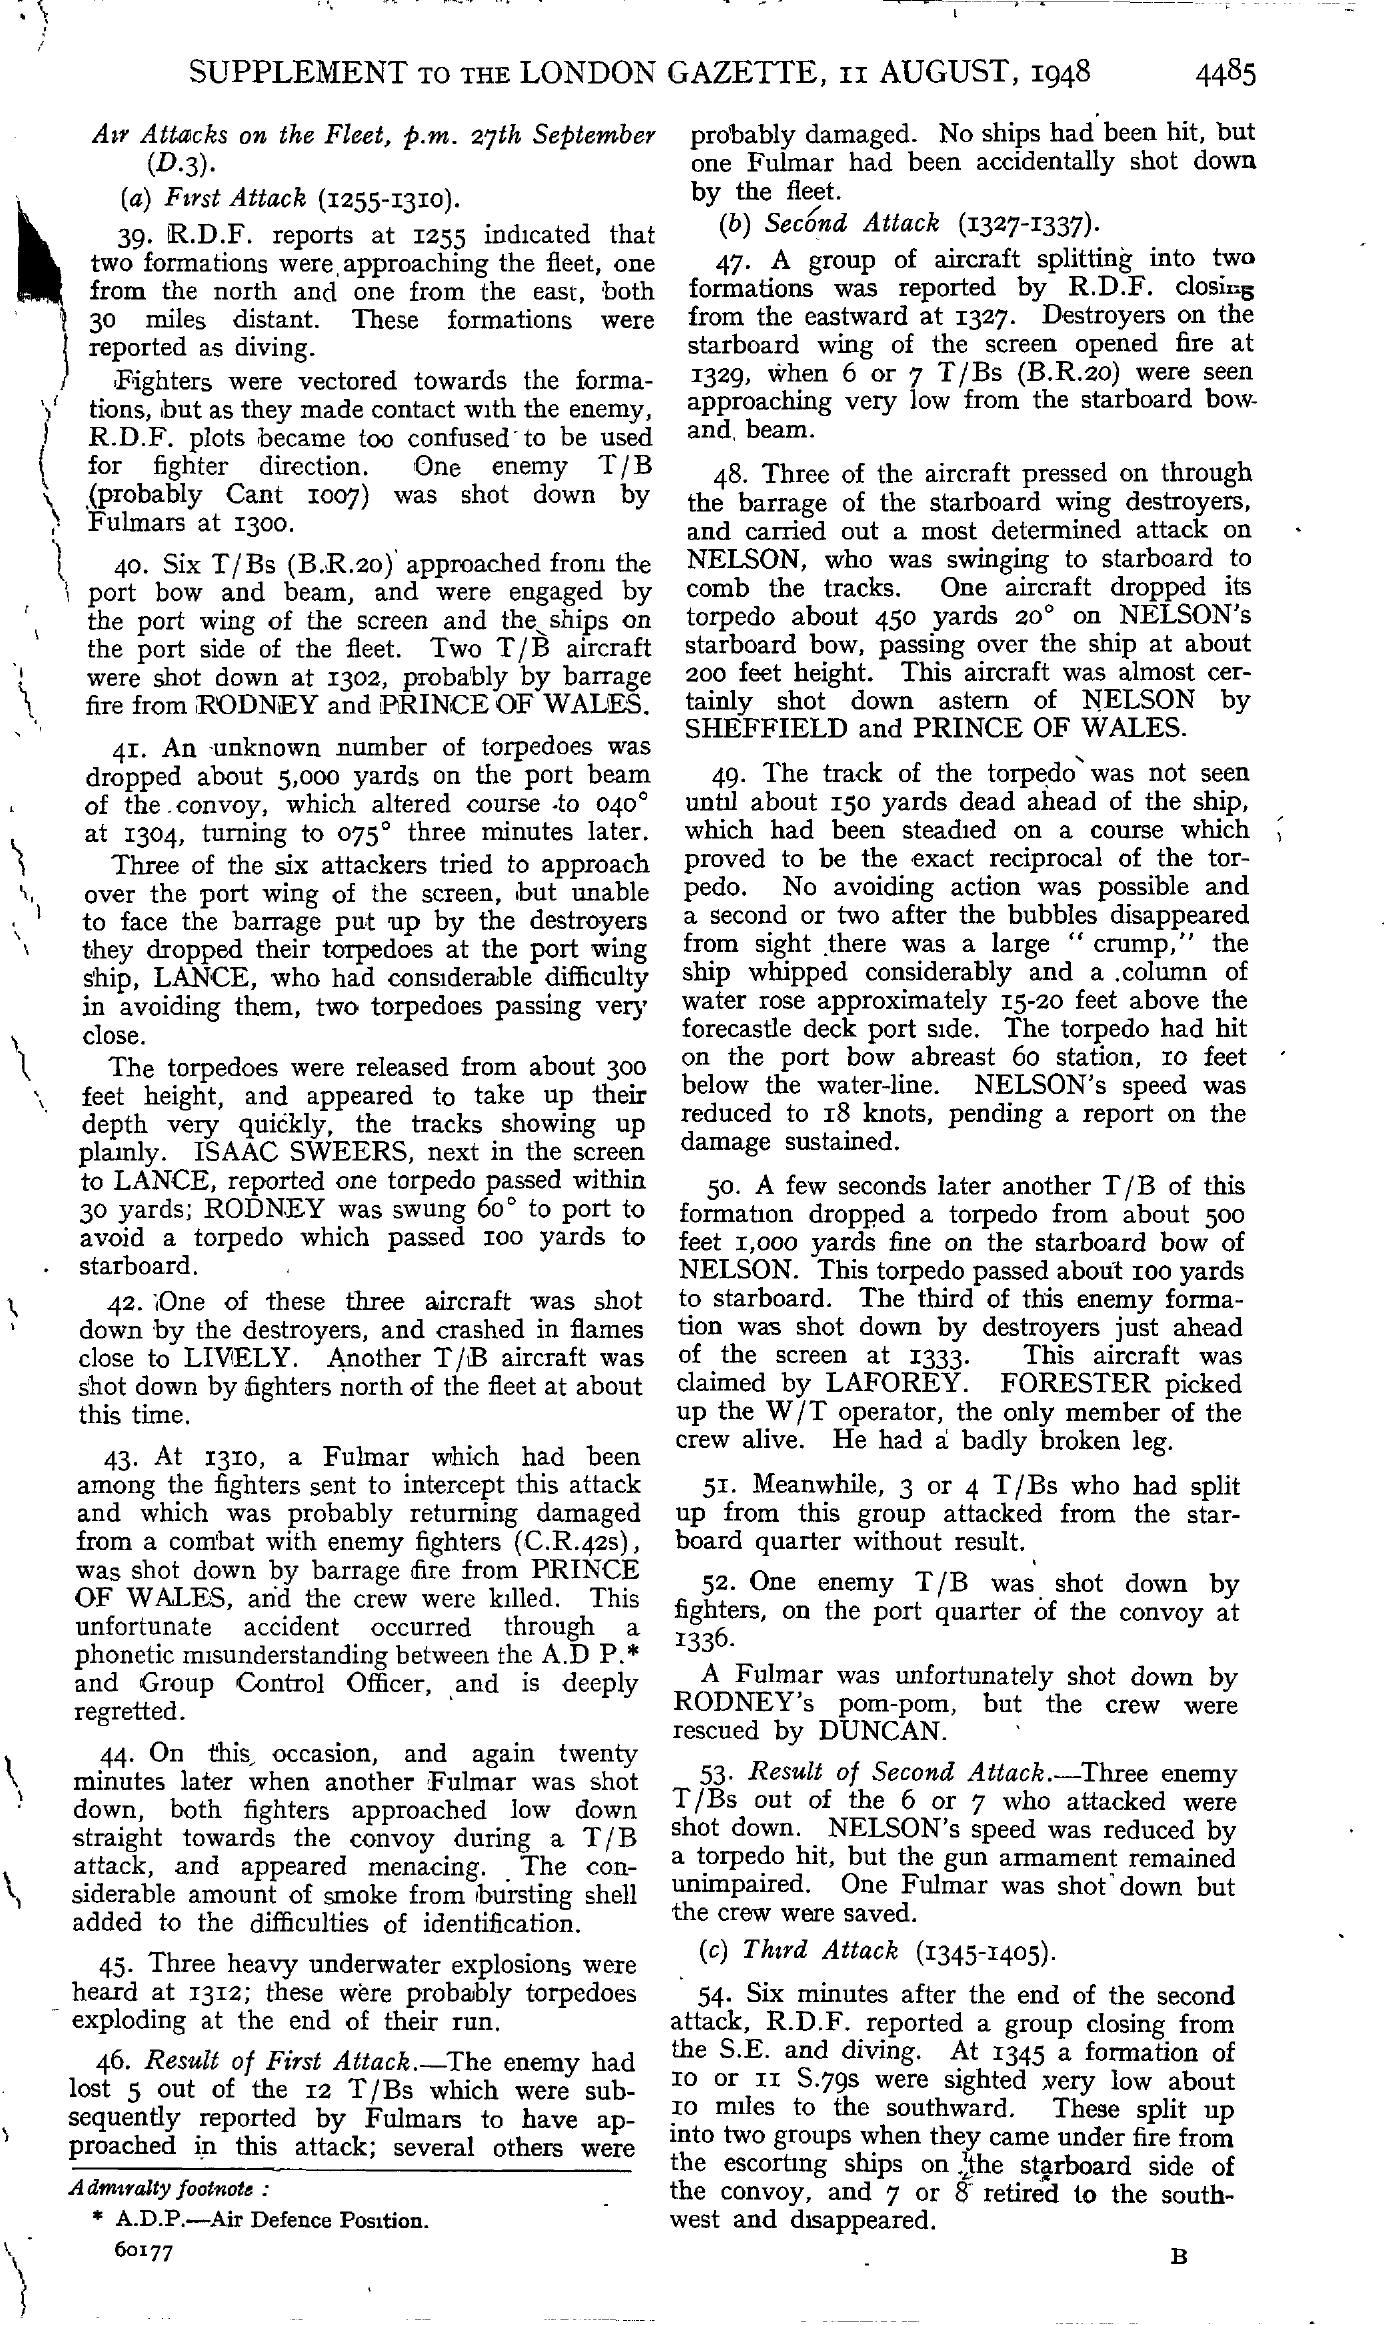 SUPPLEMENT TO THE LONDON GAZETTE, 11 AUGUST, 1948 4485
Air Attacks on the Fleet, p.m. 27th September
(D.3).
(a) First Attack (1255-1310).
39. R.D.F. reports at 1255 indicated that
two formations were approaching the fleet, one
from the north and one from the east, both
30 miles distant. These formations were
reported as diving.
Fighters were vectored towards the forma-
tions, but as they made contact with the enemy,
R.D.F. plots became too confused to be used
for fighter direction. One enemy T/B
(probably Cant 1007) was shot down by
Fulmars at 1300.
40. Six T/Bs (B.R.20) approached from the
port bow and beam, and were engaged by
the port wing of the screen and the ships on
the port side of the fleet. Two T/B aircraft
were shot down at 1302, probably by barrage
fire from RODNEY and PRINCE OF WALES.
41. An unknown number of torpedoes was
dropped about 5,000 yards on the port beam
of the convoy, which altered course to 040°
at 1304, turning to 075° three minutes later.
Three of the six attackers tried to approach
over the port wing of the screen, but unable
to face the barrage put up by the destroyers
they dropped their torpedoes at the port wing
ship, LANCE, who had considerable difficulty
in avoiding them, two torpedoes passing very
close.
The torpedoes were released from about 300
feet height, and appeared to take up their
depth very quickly, the tracks showing up
plainly. ISAAC SWEERS, next in the screen
to LANCE, reported one torpedo passed within
30 yards; RODNEY was swung 60° to port to
avoid a torpedo which passed 100 yards to
starboard.
42. One of these three aircraft was shot
down by the destroyers, and crashed in flames
close to LIVELY. Another T/B aircraft was
shot down by fighters north of the fleet at about
this time.
43. At 1310, a Fulmar which had been
among the fighters sent to intercept this attack
and which was probably returning damaged
from a combat with enemy fighters (C.R.42s),
was shot down by barrage fire from PRINCE
OF WALES, and the crew were killed. This
unfortunate accident occurred through a
phonetic misunderstanding between the A.D P.*
and Group Control Officer, and is deeply
regretted.
44. On this occasion, and again twenty
minutes later when another Fulmar was shot
down, both fighters approached low down
straight towards the convoy during a T/B
attack, and appeared menacing. The con-
siderable amount of smoke from bursting shell
added to the difficulties of identification.
45. Three heavy underwater explosions were
heard at 1312; these were probably torpedoes
exploding at the end of their run.
46. Result of First Attack.—The enemy had
lost 5 out of the 12 T/Bs which were sub-
sequently reported by Fulmars to have ap-
proached in this attack; several others were
Admiralty footnote :
* A.D.P.—Air Defence Position.
60177
probably damaged. No ships had been hit, but
one Fulmar had been accidentally shot down
by the fleet.
(b) Second Attack (1327-1337).
47. A group of aircraft splitting into two
formations was reported by R.D.F. closing
from the eastward at 1327. Destroyers on the
starboard wing of the screen opened fire at
1329, when 6 or 7 T/Bs (B.R.20) were seen
approaching very low from the starboard bow
and beam.
48. Three of the aircraft pressed on through
the barrage of the starboard wing destroyers,
and carried out a most determined attack on
NELSON, who was swinging to starboard to
comb the tracks. One aircraft dropped its
torpedo about 450 yards 20° on NELSON's
starboard bow, passing over the ship at about
200 feet height. This aircraft was almost cer-
tainly shot down astern of NELSON by
SHEFFIELD and PRINCE OF WALES.
49. The track of the torpedo was not seen
until about 150 yards dead ahead of the ship,
which had been steadied on a course which
proved to be the exact reciprocal of the tor-
pedo. No avoiding action was possible and
a second or two after the bubbles disappeared
from sight there was a large " crump," the
ship whipped considerably and a column of
water rose approximately 15-20 feet above the
forecastle deck port side. The torpedo had hit
on the port bow abreast 60 station, 10 feet
below the water-line. NELSON's speed was
reduced to 18 knots, pending a report on the
damage sustained.
50. A few seconds later another T/B of this
formation dropped a torpedo from about 500
feet 1,000 yards fine on the starboard bow of
NELSON. This torpedo passed about 100 yards
to starboard. The third of this enemy forma-
tion was shot down by destroyers just ahead
of the screen at 1333. This aircraft was
claimed by LAFOREY. FORESTER picked
up the W/T operator, the only member of the
crew alive. He had a badly broken leg.
51. Meanwhile, 3 or 4 T/Bs who had split
up from this group attacked from the star-
board quarter without result.
52. One enemy T/B was shot down by
fighters, on the port quarter of the convoy at
1336.
A Fulmar was unfortunately shot down by
RODNEY's pom-pom, but the crew were
rescued by DUNCAN.
53. Result of Second Attack.—Three enemy
T/Bs out of the 6 or 7 who attacked were
shot down. NELSON's speed was reduced by
a torpedo hit, but the gun armament remained
unimpaired. One Fulmar was shot down but
the crew were saved.
(c) Third Attack (1345-1405).
54. Six minutes after the end of the second
attack, R.D.F. reported a group closing from
the S.E. and diving. At 1345 a formation of
10 or 11 S.79s were sighted very low about
10 miles to the southward. These split up
into two groups when they came under fire from
the escorting ships on the starboard side of
the convoy, and 7 or 8 retired to the south-
west and disappeared.
B